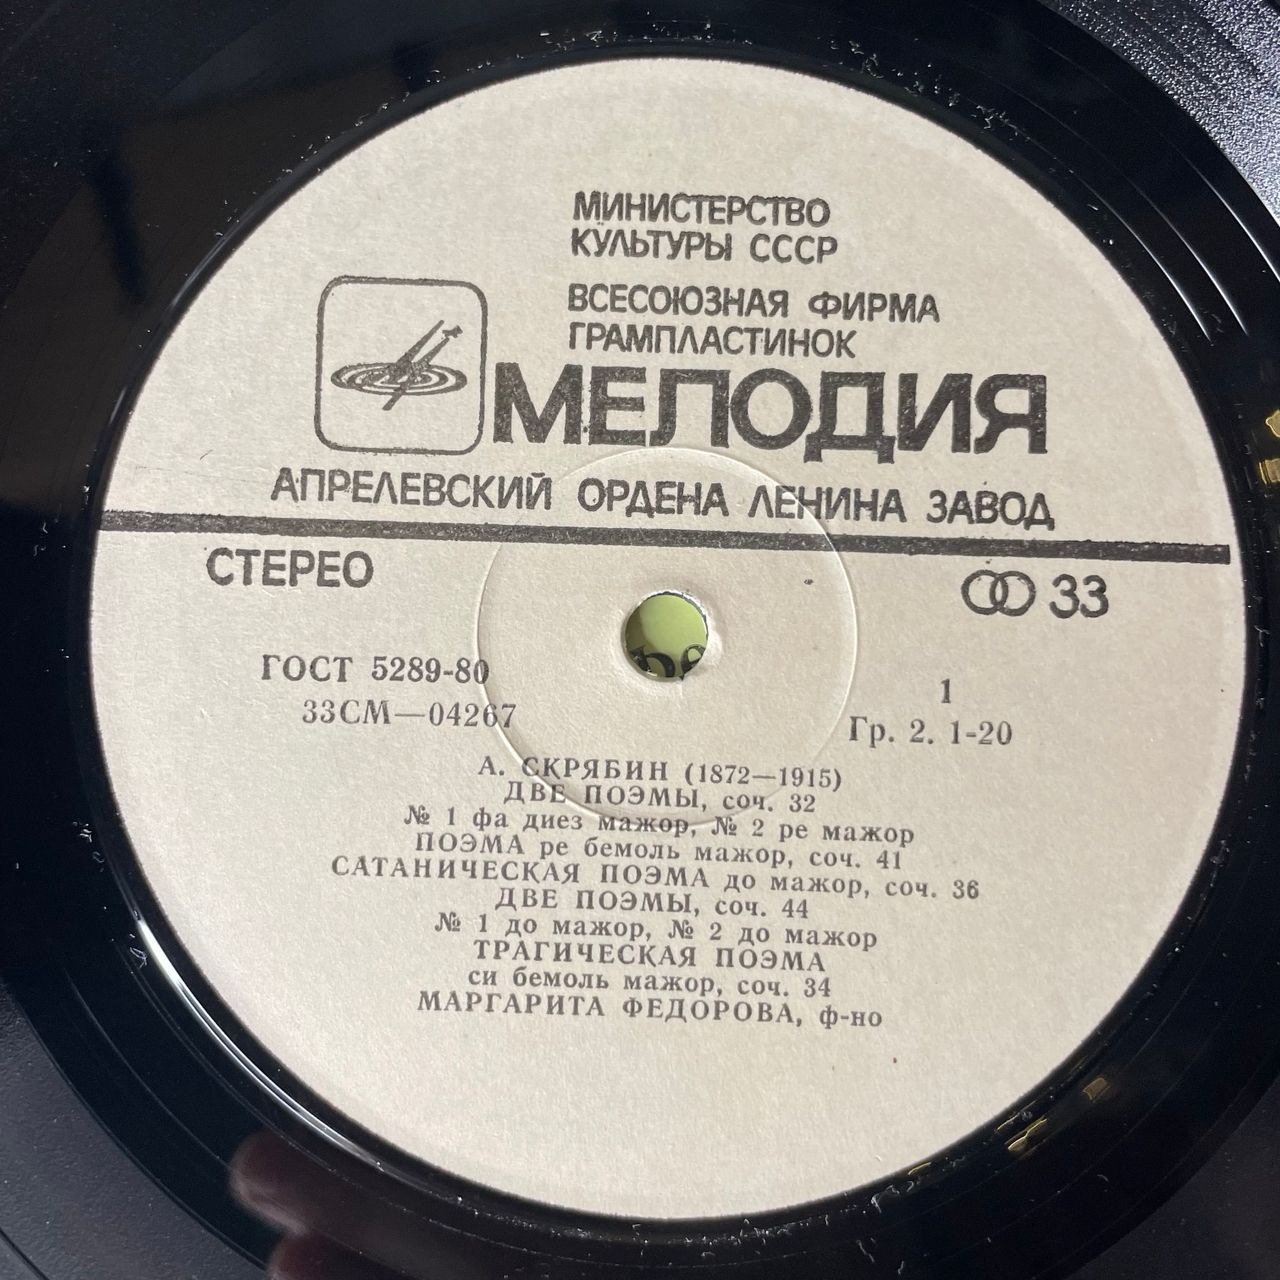 МИНИСТЕРСТВО
КУЛЬТУРЫ СССР
ВСЕСОЮЗНАЯ ФИРМА
ГРАМПЛАСТИНОК
МЕЛОДИЯ
АПРЕЛЕВСКИЙ ОРДЕНА ЛЕНИНА ЗАВОД
СТЕРЕО
33
ГОСТ 5289-80
33СМ—04267
1
Гр. 2. 1-20
А. СКРЯБИН (1872—1915)
ДВЕ ПОЭМЫ, соч. 32
№ 1 фа диез мажор, № 2 ре мажор
ПОЭМА ре бемоль мажор, соч. 41
САТАНИЧЕСКАЯ ПОЭМА до мажор, соч. 36
ДВЕ ПОЭМЫ, соч. 44
№ 1 до мажор, № 2 до мажор
ТРАГИЧЕСКАЯ ПОЭМА
си бемоль мажор, соч. 34
МАРГАРИТА ФЕДОРОВА, ф-но